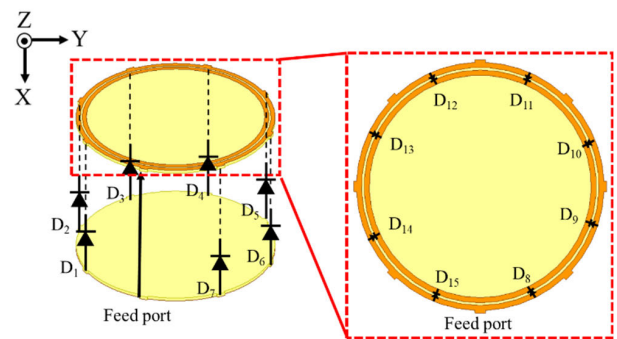 Z
Y
X
D1
D2
D3
D4
D5
D6
D7
Feed port
D12
D11
D13
D10
D14
D9
D15
D8
Feed port